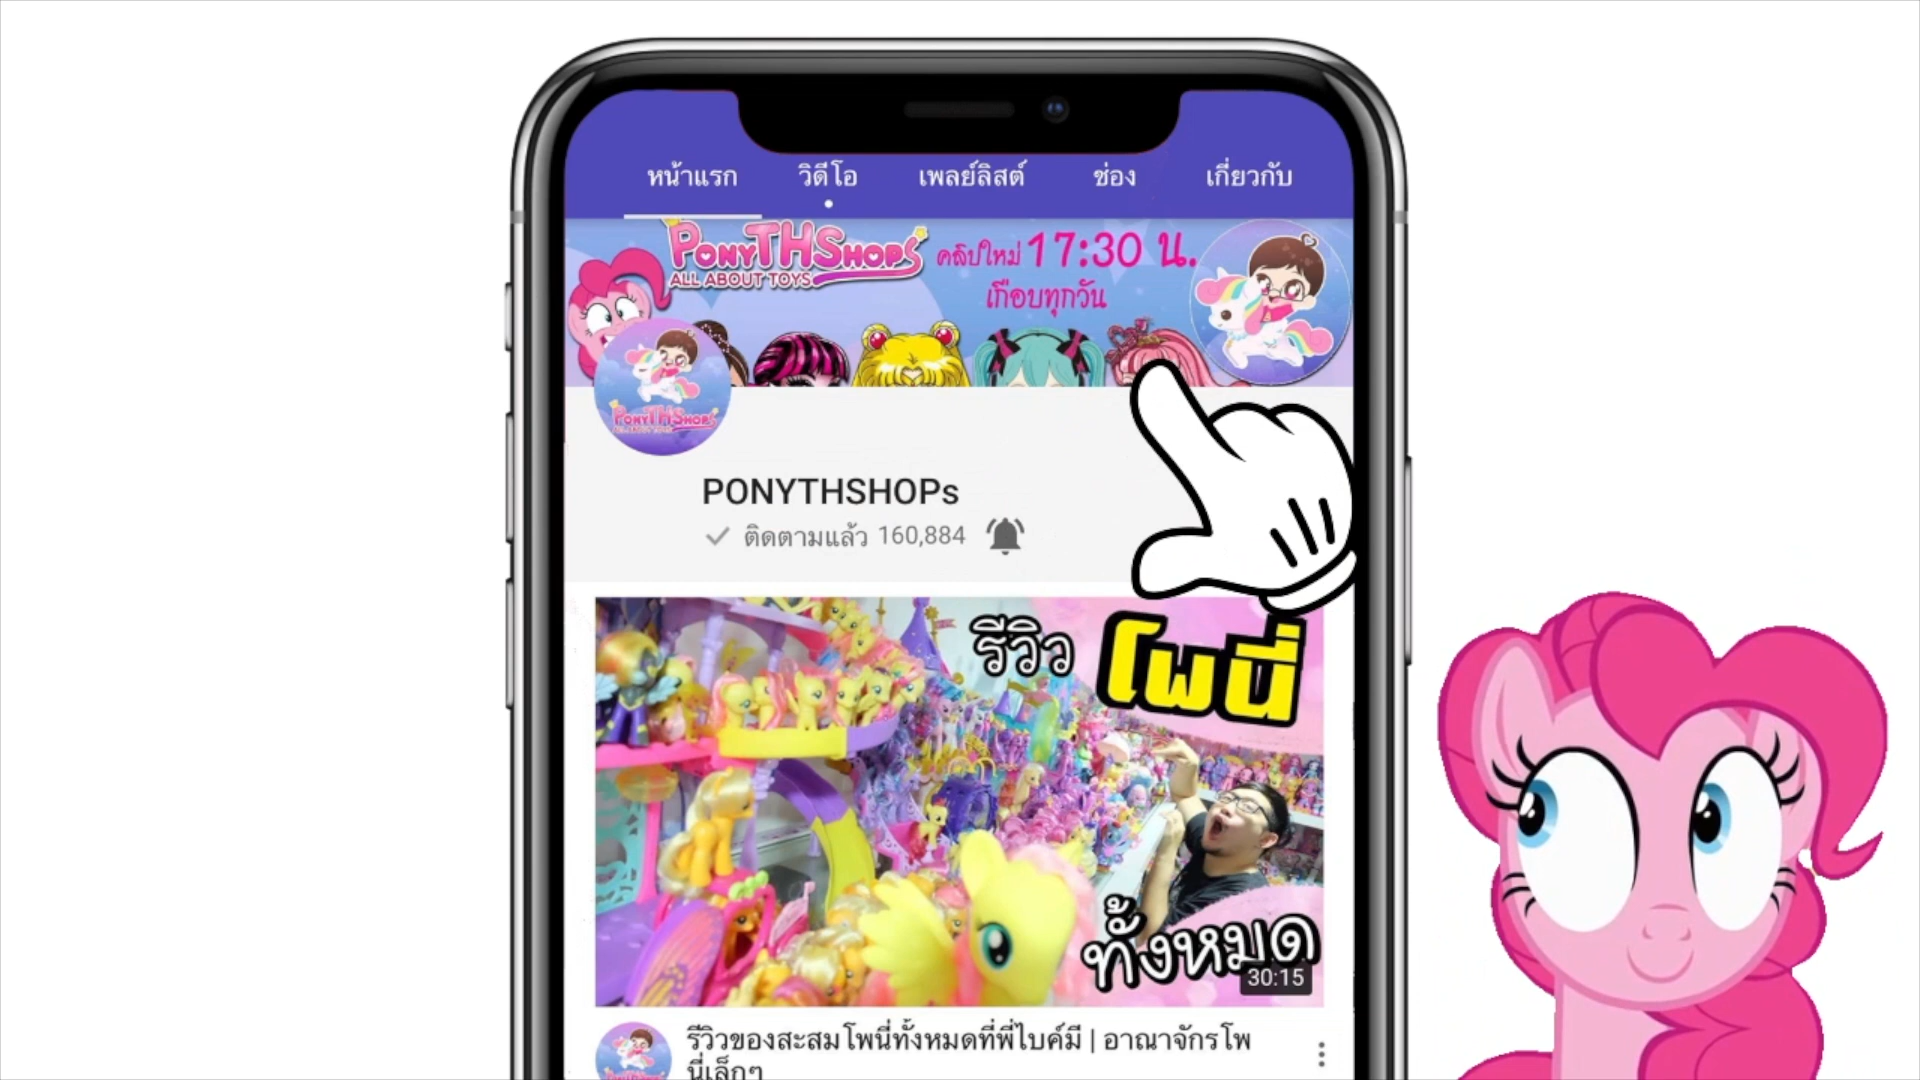 หน้าแรก วิดีโอ เพลย์ลิสต์ ช่อง เกี่ยวกับ
PONYTHSHOPS
ALL ABOUT TOYS
คลิปใหม่ 17:30 น.
เกือบทุกวัน
PONYTHSHOPS
ALL ABOUT TOYS
PONYTHSHOPs
ติดตามแล้ว 160,884
รีวิว โพนี่
ทั้งหมด
30:15
รีวิวของสะสมโพนี่ทั้งหมดที่พี่ไบค์มี | อาณาจักรโพ
นี่เล็กๆ